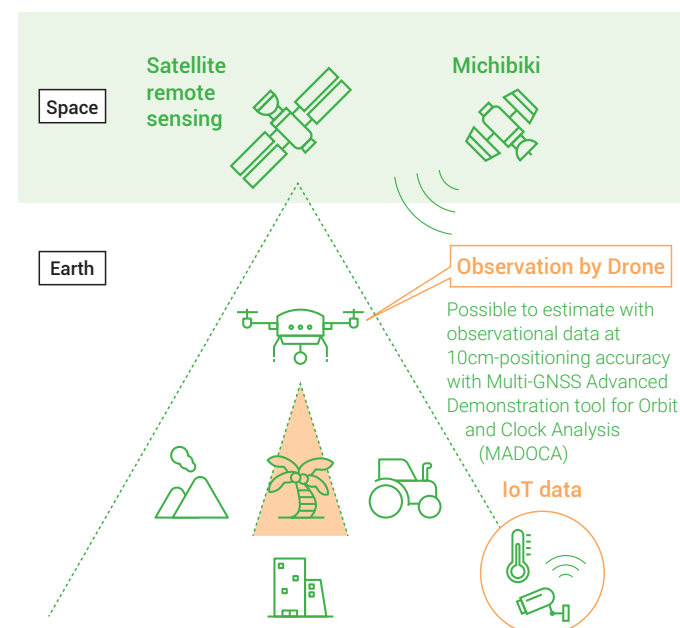 Space
Satellite
remote
sensing
Michibiki
Earth
Observation by Drone
Possible to estimate with
observational data at
10cm-positioning accuracy
with Multi-GNSS Advanced
Demonstration tool for Orbit
and Clock Analysis
(MADOCA)
IoT data